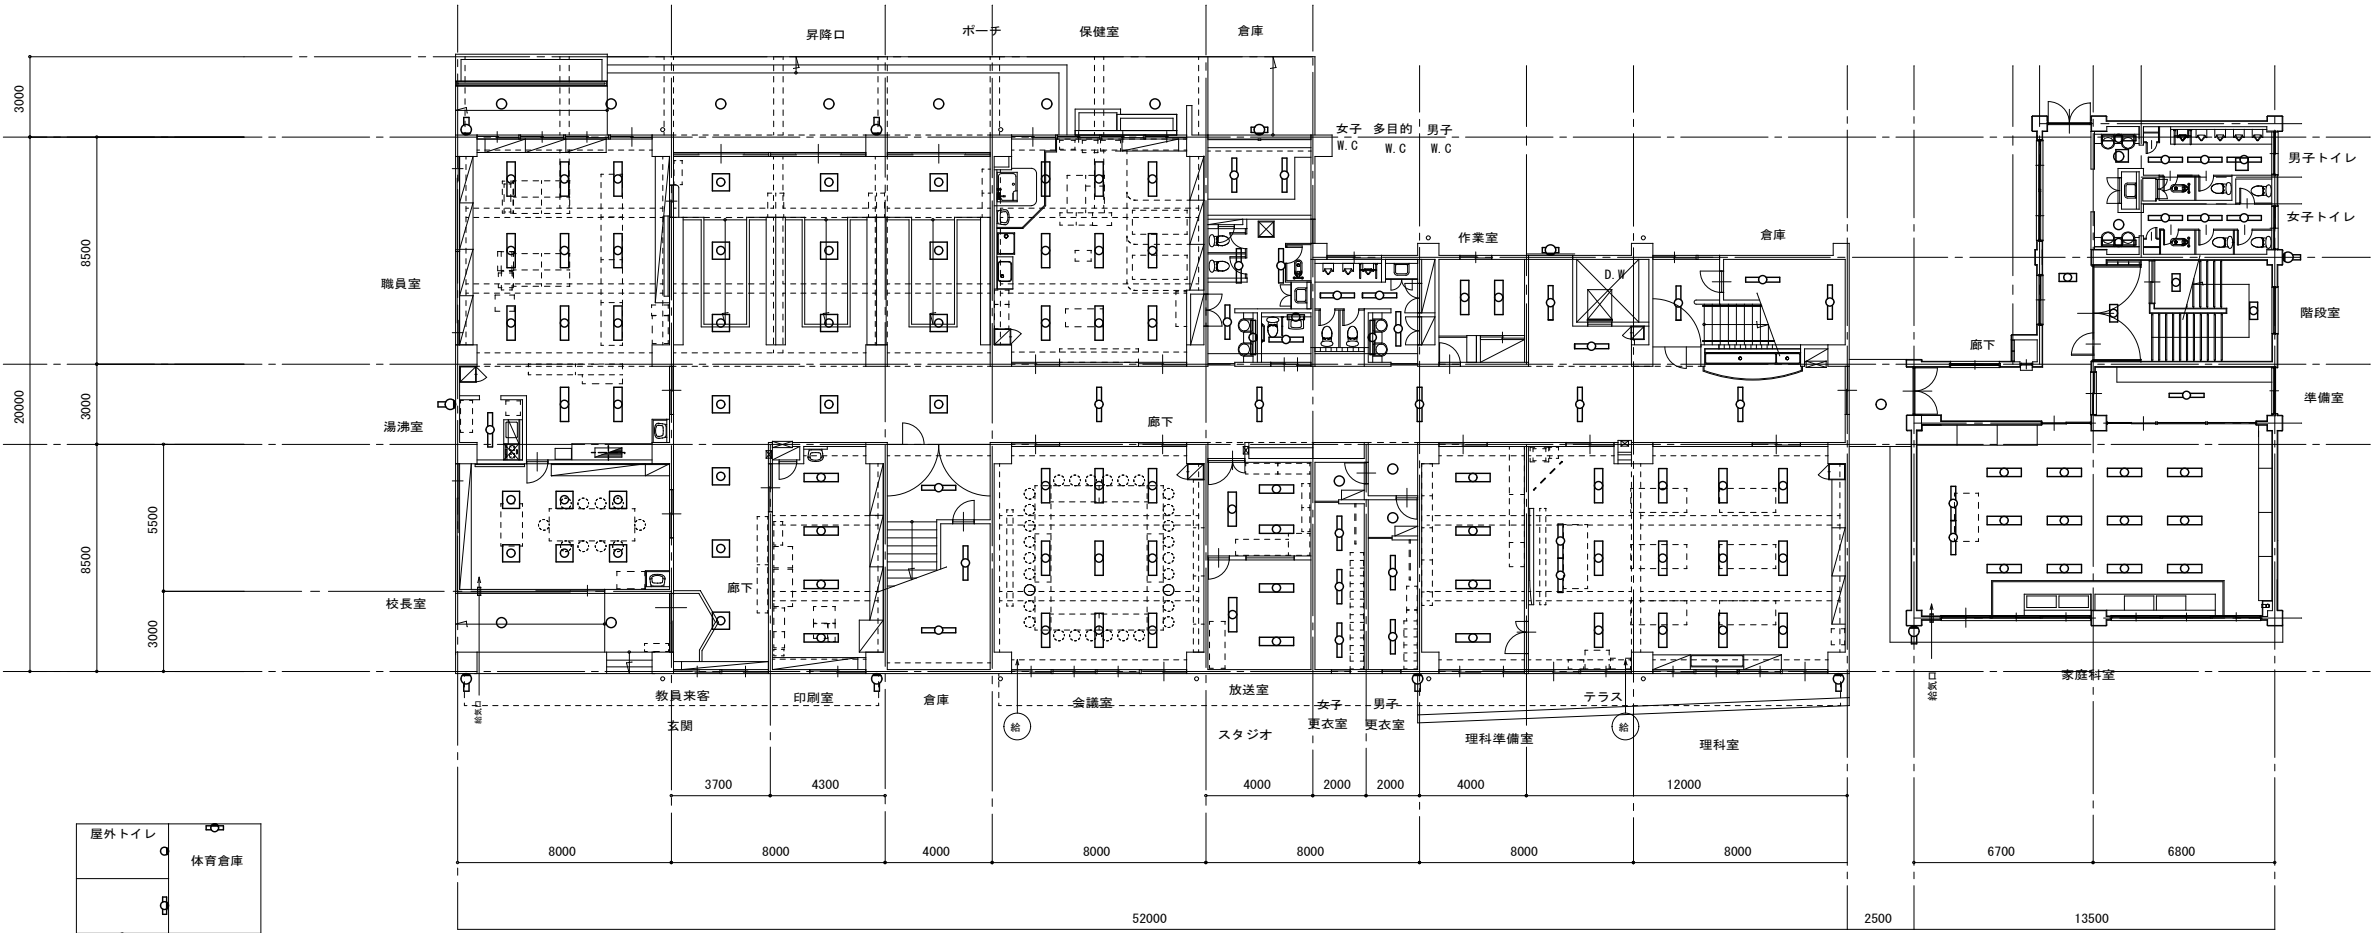 昇降口
ポーチ
保健室
倉庫
3000
女子
W.C
多目的
W.C
男子
W.C
男子トイレ
女子トイレ
8500
作業室
倉庫
D.W
職員室
階段室
廊下
20000
3000
湯沸室
廊下
準備室
5500
8500
廊下
校長室
3000
給気口
教員来客
玄関
印刷室
倉庫
給
会議室
放送室
スタジオ
女子
更衣室
男子
更衣室
理科準備室
テラス
給
理科室
給気口
家庭科室
3700
4300
4000
2000
2000
4000
12000
屋外トイレ
体育倉庫
8000
8000
4000
8000
8000
8000
8000
6700
6800
52000
2500
13500